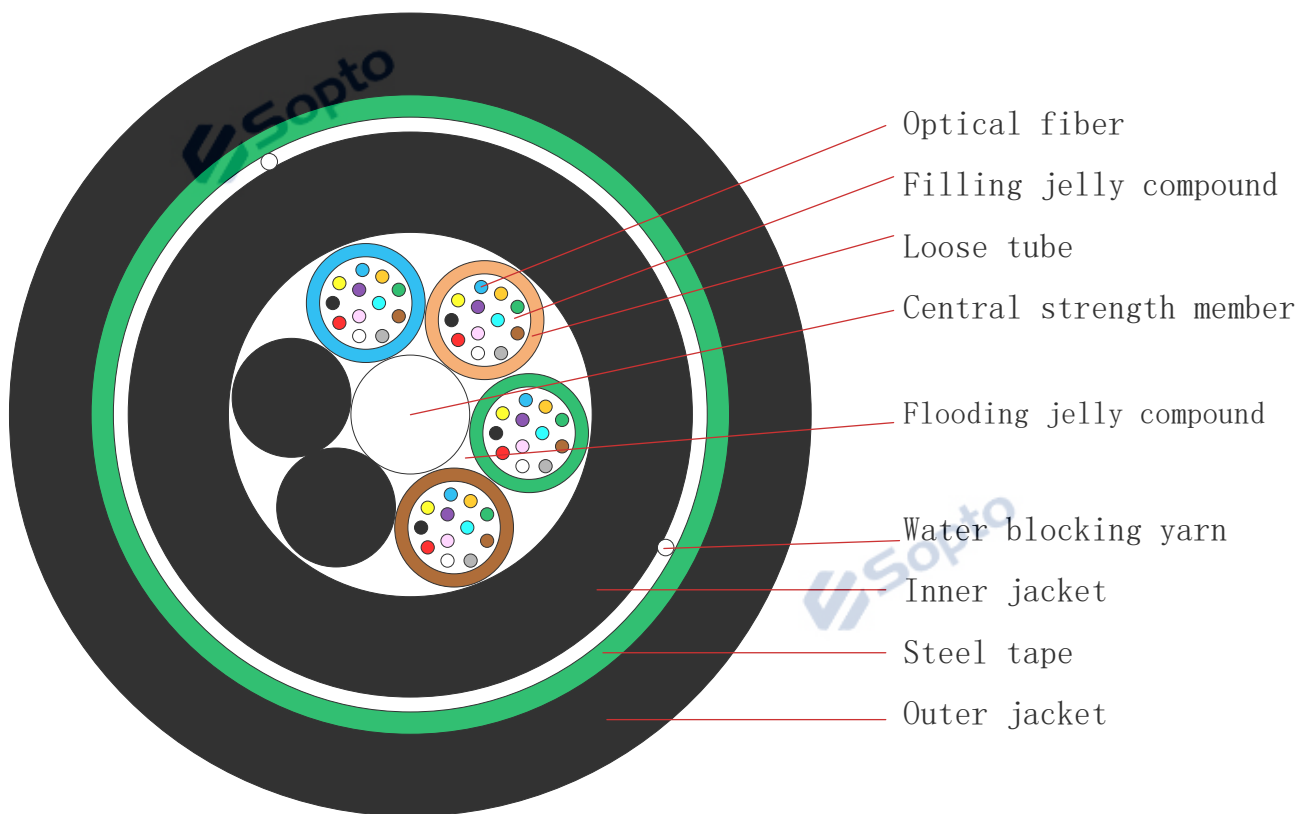 Sopto
Optical fiber
Filling jelly compound
Loose tube
Central strength member
Flooding jelly compound
Water blocking yarn
Sopto
Inner jacket
Steel tape
Outer jacket